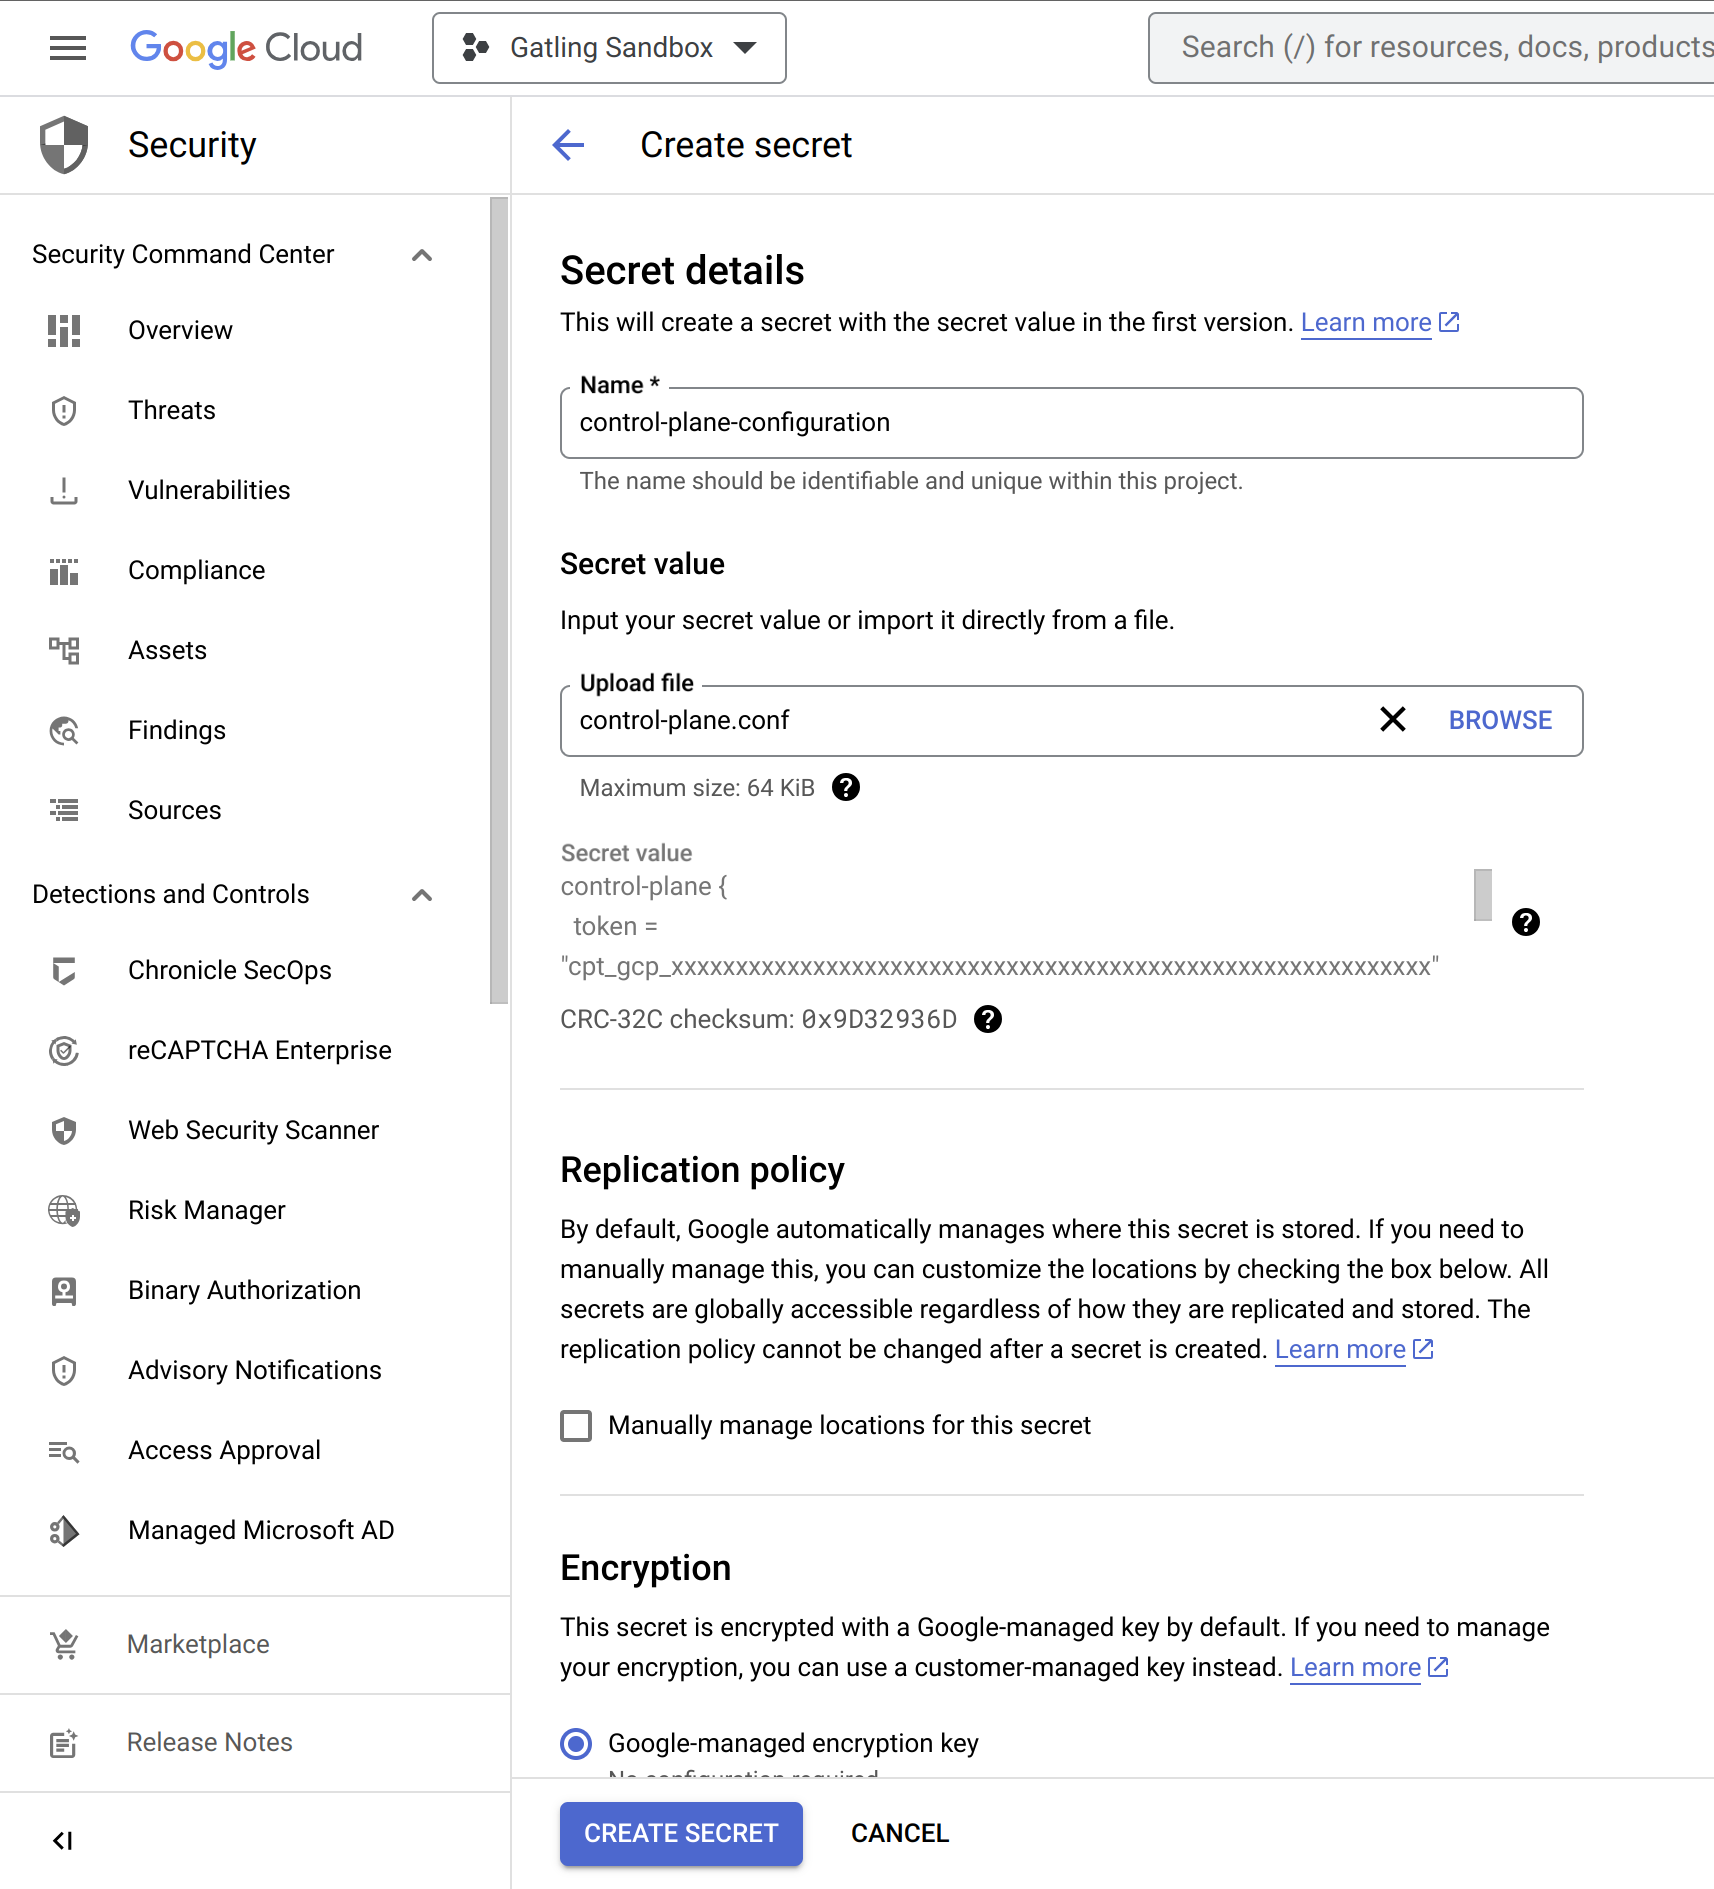 Google Cloud
Gatling Sandbox
Search (/) for resources, docs, products
Security
Create secret
Security Command Center
Overview
Threats
Vulnerabilities
Compliance
Assets
Findings
Sources
Detections and Controls
Chronicle SecOps
reCAPTCHA Enterprise
Web Security Scanner
Risk Manager
Binary Authorization
Advisory Notifications
Access Approval
Managed Microsoft AD
Marketplace
Release Notes
Secret details
This will create a secret with the secret value in the first version. Learn more
Name *
control-plane-configuration
The name should be identifiable and unique within this project.
Secret value
Input your secret value or import it directly from a file.
Upload file
control-plane.conf
BROWSE
Maximum size: 64 KiB
Secret value
control-plane {
token =
"cpt_gcp_xxxxxxxxxxxxxxxxxxxxxxxxxxxxxxxxxxxxxxxxxxxxxxxxxxxxxxxxxxx"
CRC-32C checksum: 0x9D32936D
Replication policy
By default, Google automatically manages where this secret is stored. If you need to
manually manage this, you can customize the locations by checking the box below. All
secrets are globally accessible regardless of how they are replicated and stored. The
replication policy cannot be changed after a secret is created. Learn more
Manually manage locations for this secret
Encryption
This secret is encrypted with a Google-managed key by default. If you need to manage
your encryption, you can use a customer-managed key instead. Learn more
Google-managed encryption key
No configuration required
CREATE SECRET
CANCEL